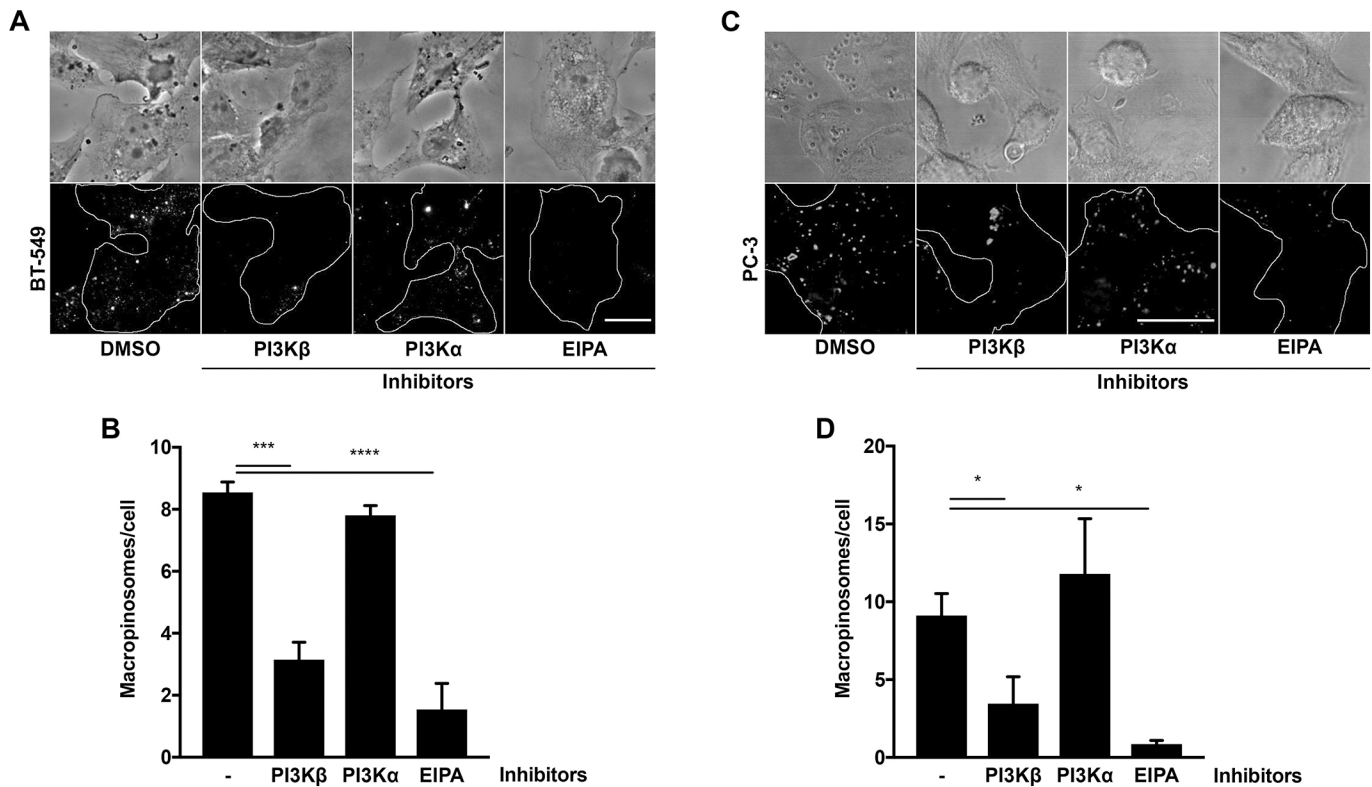 A
BT-549
DMSO PI3Kβ PI3Kα EIPA
Inhibitors
B
Macropinosomes/cell
10
8
6
4
2
0
***
****
- PI3Kβ PI3Kα EIPA Inhibitors
C
PC-3
DMSO PI3Kβ PI3Kα EIPA
Inhibitors
D
Macropinosomes/cell
20
15
10
5
0
*
*
- PI3Kβ PI3Kα EIPA Inhibitors